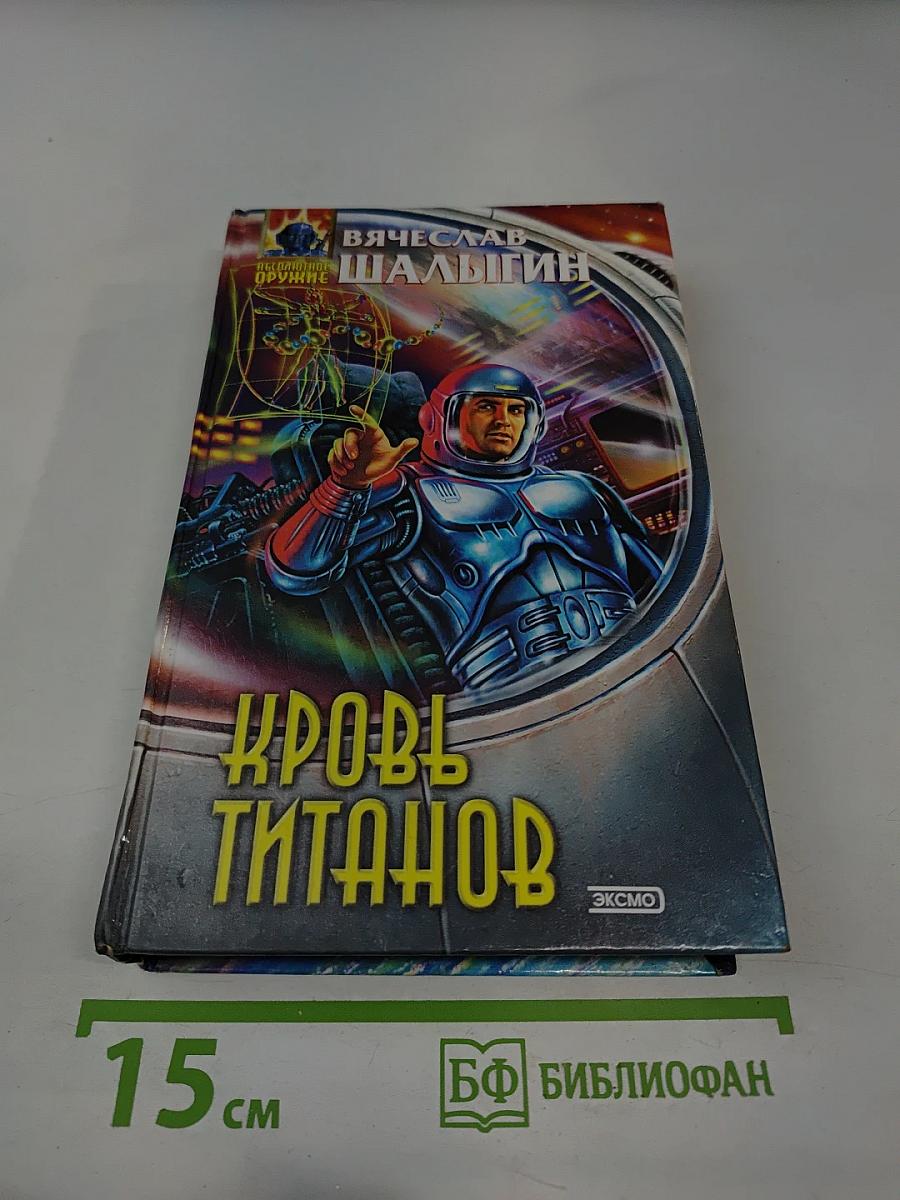 ВЯЧЕСЛАВ
ШАЛЫГИН
АБСОЛЮТНОЕ
ОРУЖИЕ
КРОВЬ
ТИТАНОВ
ЭКСМО
15 см
БФ БИБЛИОФАН